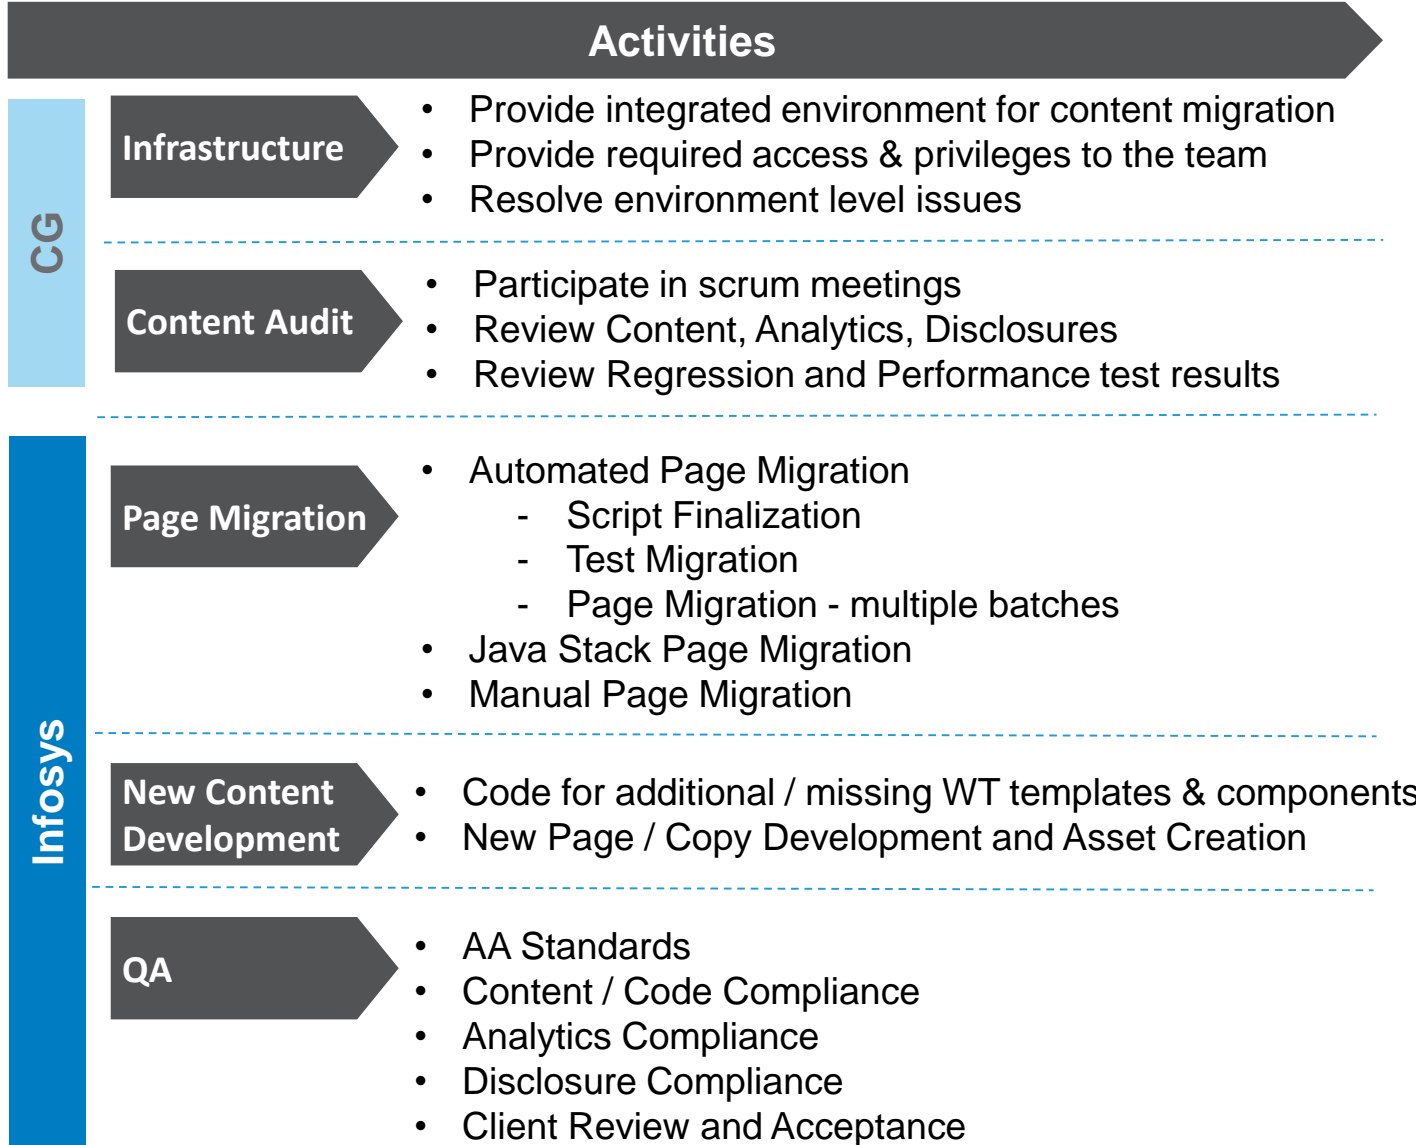 Activities
CG
Infrastructure
• Provide integrated environment for content migration
• Provide required access & privileges to the team
• Resolve environment level issues
Content Audit
• Participate in scrum meetings
• Review Content, Analytics, Disclosures
• Review Regression and Performance test results
Infosys
Page Migration
• Automated Page Migration
- Script Finalization
- Test Migration
- Page Migration - multiple batches
• Java Stack Page Migration
• Manual Page Migration
New Content
Development
• Code for additional / missing WT templates & components
• New Page / Copy Development and Asset Creation
QA
• AA Standards
• Content / Code Compliance
• Analytics Compliance
• Disclosure Compliance
• Client Review and Acceptance